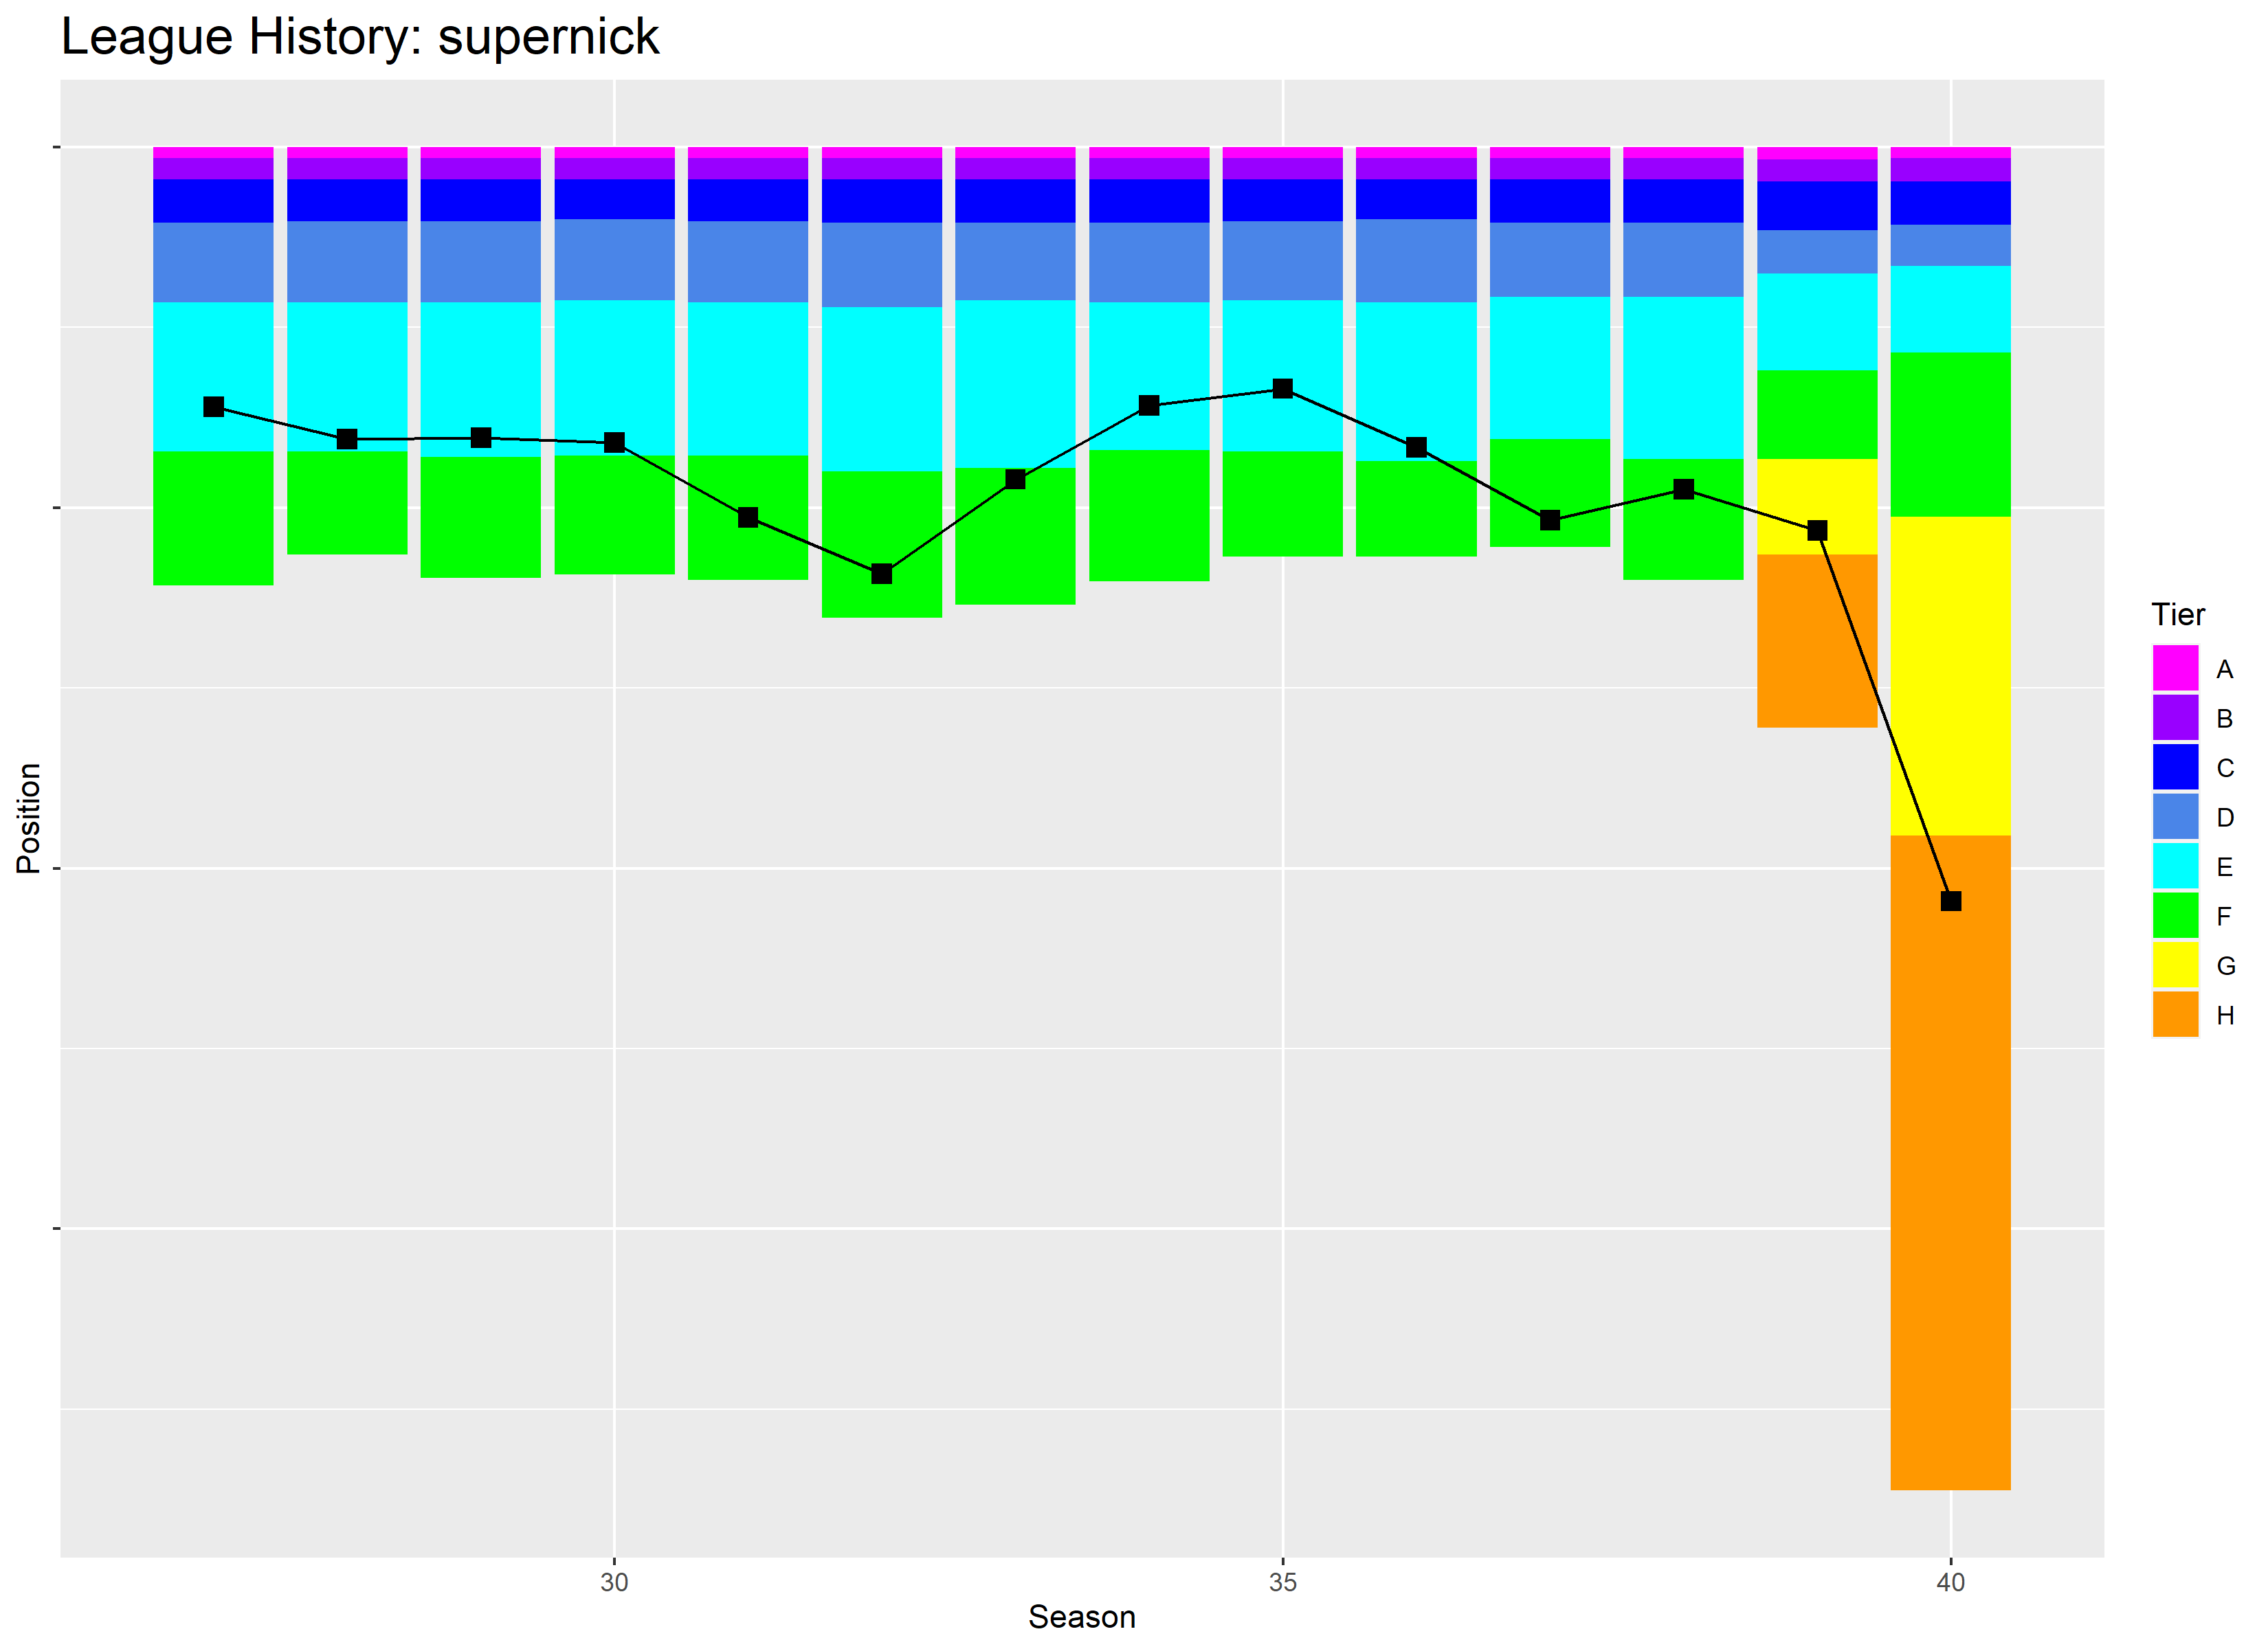 League History: supernick
Position
Tier
A
B
C
D
E
F
G
H
30
35
40
Season